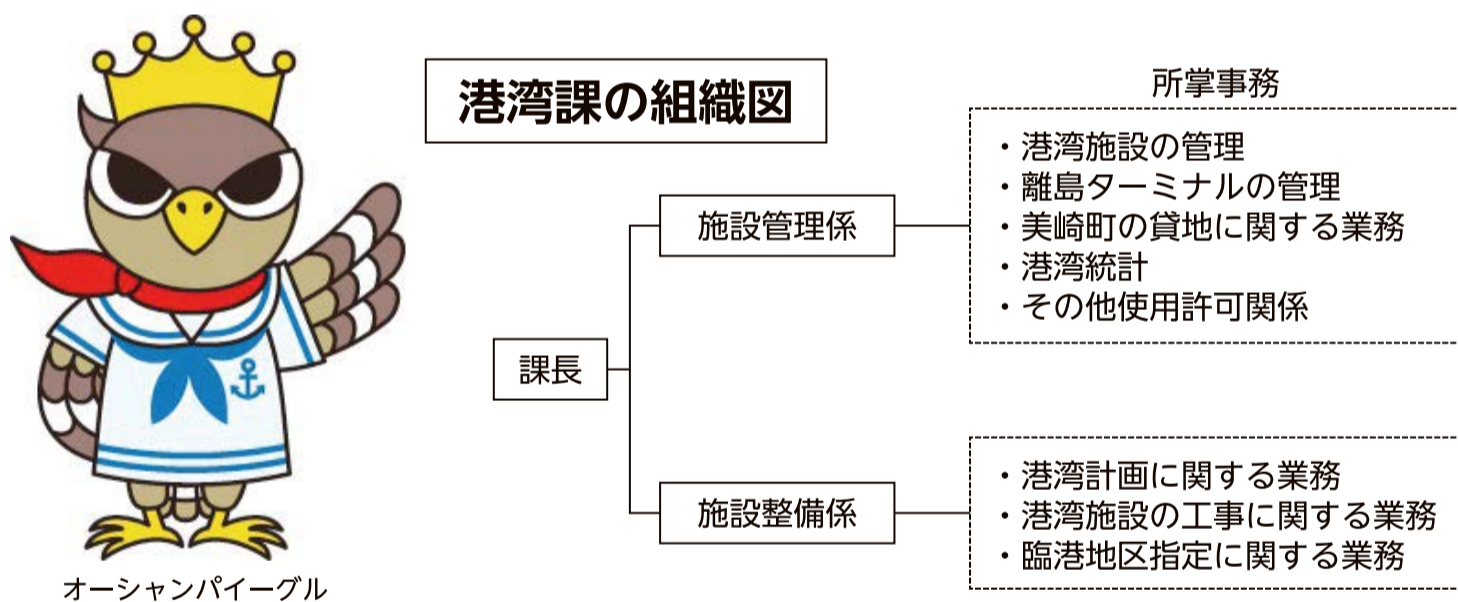 港湾課の組織図
所掌事務
課長
施設管理係
・港湾施設の管理
・離島ターミナルの管理
・美崎町の貸地に関する業務
・港湾統計
・その他使用許可関係
施設整備係
・港湾計画に関する業務
・港湾施設の工事に関する業務
・臨港地区指定に関する業務
オーシャンパイーグル